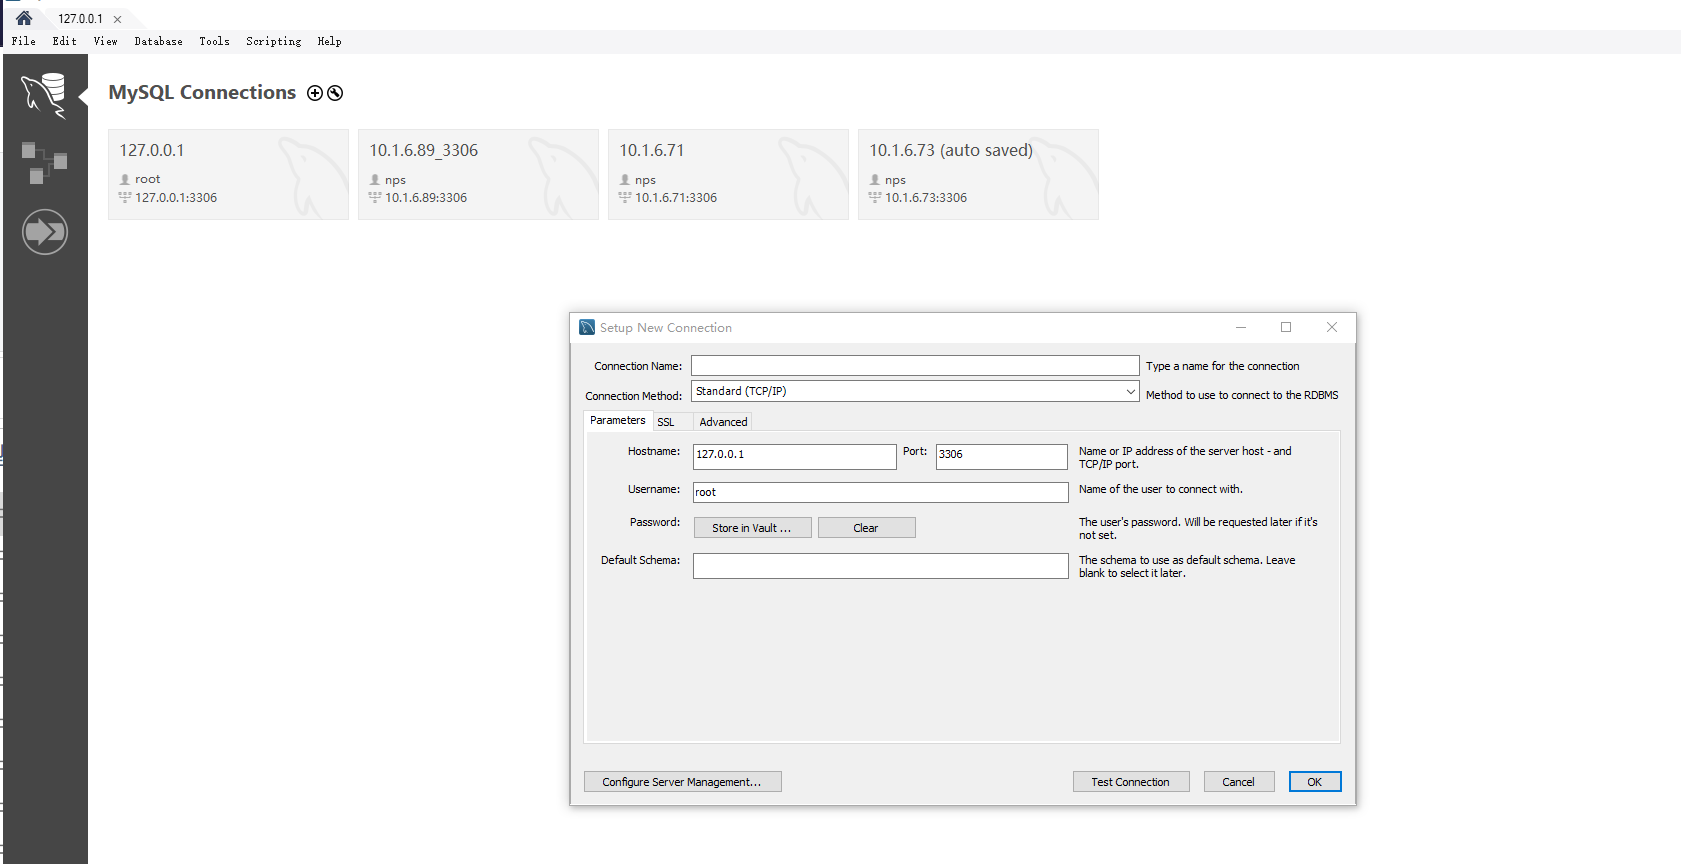 127.0.0.1
File Edit View Database Tools Scripting Help
MySQL Connections
127.0.0.1
root
127.0.0.1:3306
10.1.6.89_3306
nps
10.1.6.89:3306
10.1.6.71
nps
10.1.6.71:3306
10.1.6.73 (auto saved)
nps
10.1.6.73:3306
Setup New Connection
Connection Name: Type a name for the connection
Connection Method: Standard (TCP/IP) Method to use to connect to the RDBMS
Parameters SSL Advanced
Hostname: 127.0.0.1 Port: 3306 Name or IP address of the server host - and
TCP/IP port.
Username: root Name of the user to connect with.
Password: Store in Vault ... Clear The user's password. Will be requested later if it's
not set.
Default Schema: The schema to use as default schema. Leave
blank to select it later.
Configure Server Management... Test Connection Cancel OK